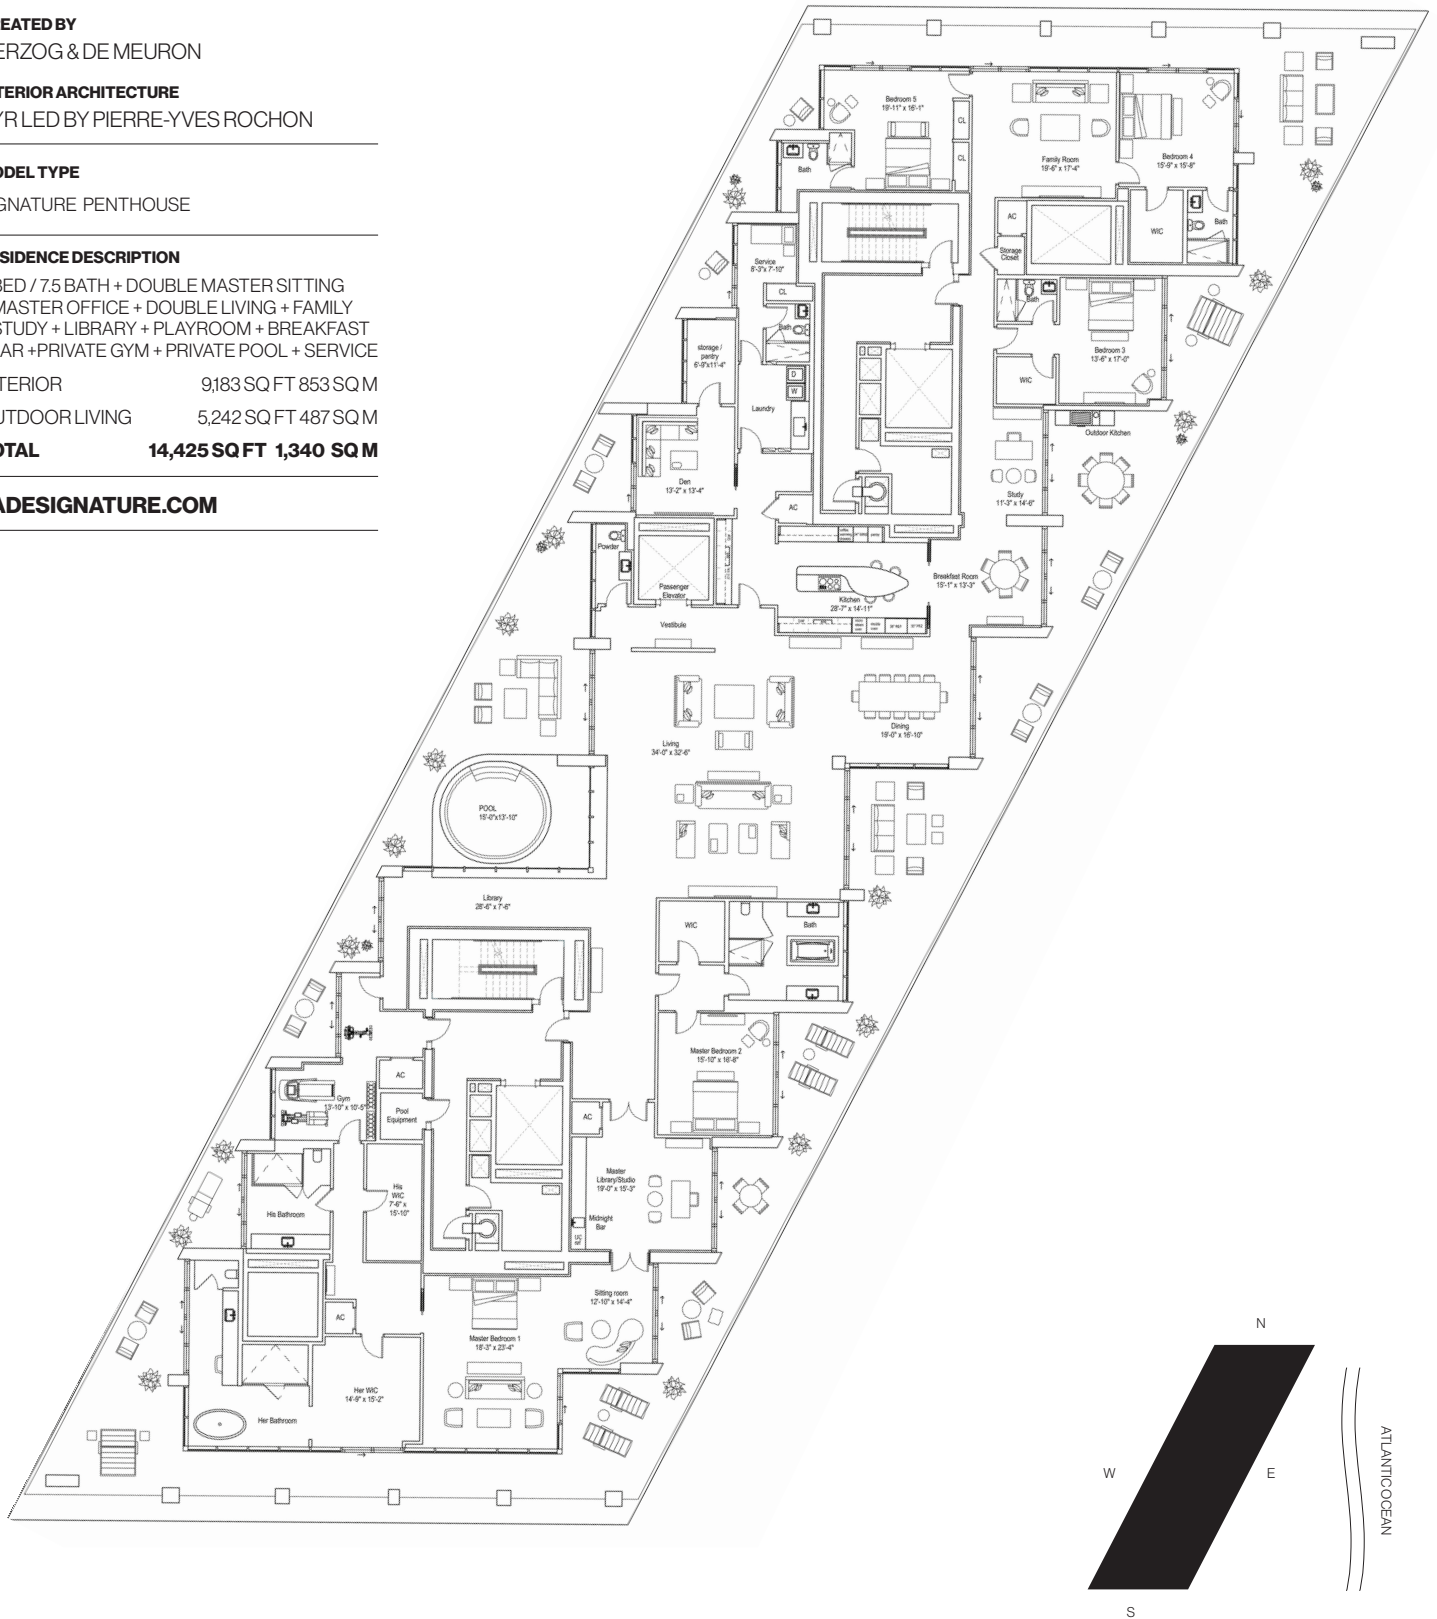 REATED BY
ERZOG & DE MEURON
TERIOR ARCHITECTURE
YR LED BY PIERRE-YVES ROCHON
ODEL TYPE
GNATURE PENTHOUSE
SIDENCE DESCRIPTION
BED / 7.5 BATH + DOUBLE MASTER SITTING
MASTER OFFICE + DOUBLE LIVING + FAMILY
STUDY + LIBRARY + PLAYROOM + BREAKFAST
AR +PRIVATE GYM + PRIVATE POOL + SERVICE
TERIOR 9,183 SQ FT 853 SQ M
UTDOOR LIVING 5,242 SQ FT 487 SQ M
OTAL 14,425 SQ FT 1,340 SQ M
ADESIGNATURE.COM
Bedroom 5
19'-11" x 16'-1"
CL
CL
Bath
Family Room
19'-6" x 17'-4"
Bedroom 4
15'-9" x 15'-8"
AC
Storage
Closet
WIC
Bath
Service
8'-3"x 7'-10"
CL
Bath
storage /
pantry
6'-9"x11'-4"
D
W
Laundry
Bath
Bedroom 3
13'-6" x 17'-0"
WIC
Outdoor Kitchen
Den
13'-2" x 13'-4"
AC
Study
11'-3" x 14'-6"
Powder
Passenger
Elevator
Kitchen
28'-7" x 14'-11"
Breakfast Room
15'-1" x 13'-3"
Vestibule
Living
34'-0" x 32'-6"
Dining
19'-0" x 16'-10"
POOL
15'-0"x13'-10"
Library
28'-6" x 7'-6"
WIC
Bath
Master Bedroom 2
15'-10" x 16'-8"
AC
Gym
13'-10" x 10'-5"
Pool
Equipment
AC
His
WIC
7'-6" x
15'-10"
Master
Library/Studio
19'-0" x 15'-3"
Midnight
Bar
His Bathroom
AC
Sitting room
12'-10" x 14'-4"
Master Bedroom 1
18'-3" x 23'-4"
Her WIC
14'-9" x 15'-2"
Her Bathroom
N
W
E
S
ATLANTIC OCEAN